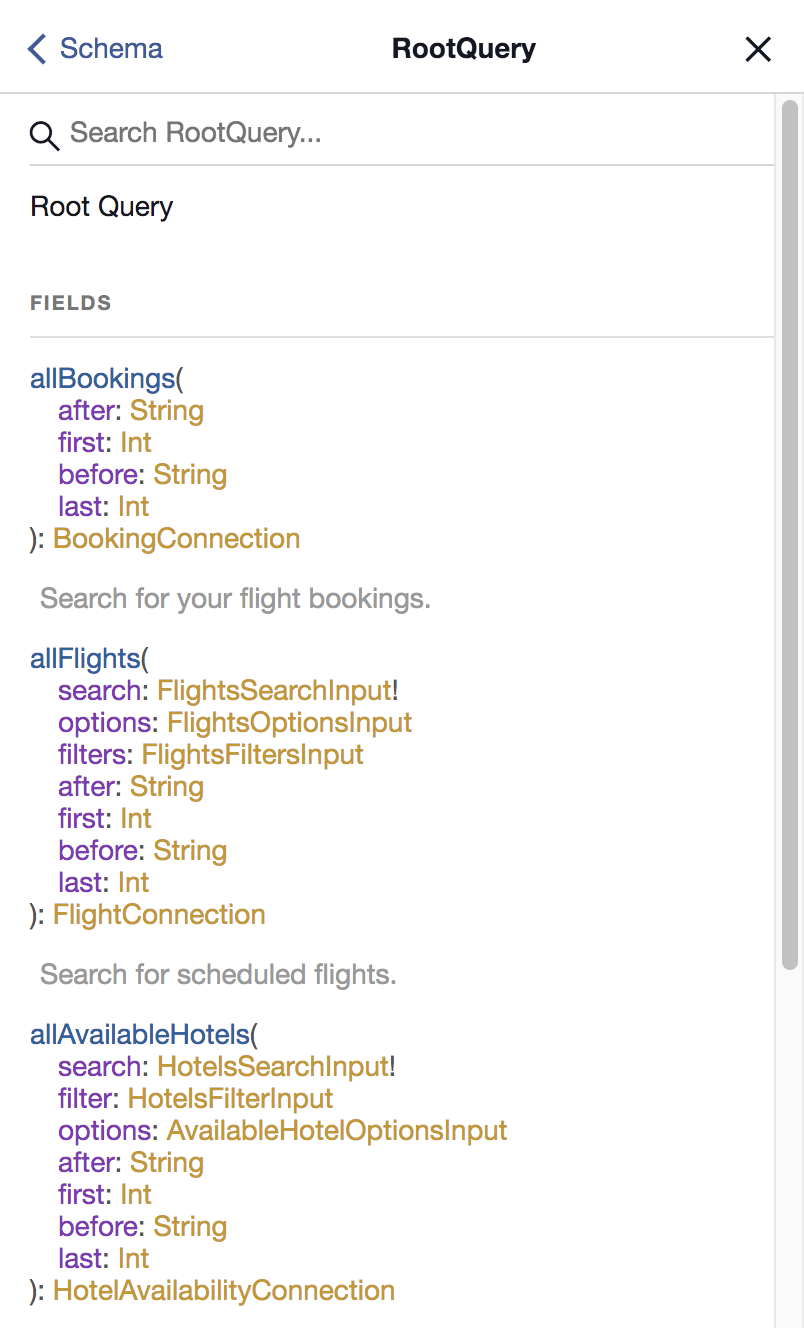 Schema
RootQuery
Search RootQuery...
Root Query
FIELDS
allBookings(
after: String
first: Int
before: String
last: Int
): BookingConnection
Search for your flight bookings.
allFlights(
search: FlightsSearchInput!
options: FlightsOptionsInput
filters: FlightsFiltersInput
after: String
first: Int
before: String
last: Int
): FlightConnection
Search for scheduled flights.
allAvailableHotels(
search: HotelsSearchInput!
filter: HotelsFilterInput
options: AvailableHotelOptionsInput
after: String
first: Int
before: String
last: Int
): HotelAvailabilityConnection